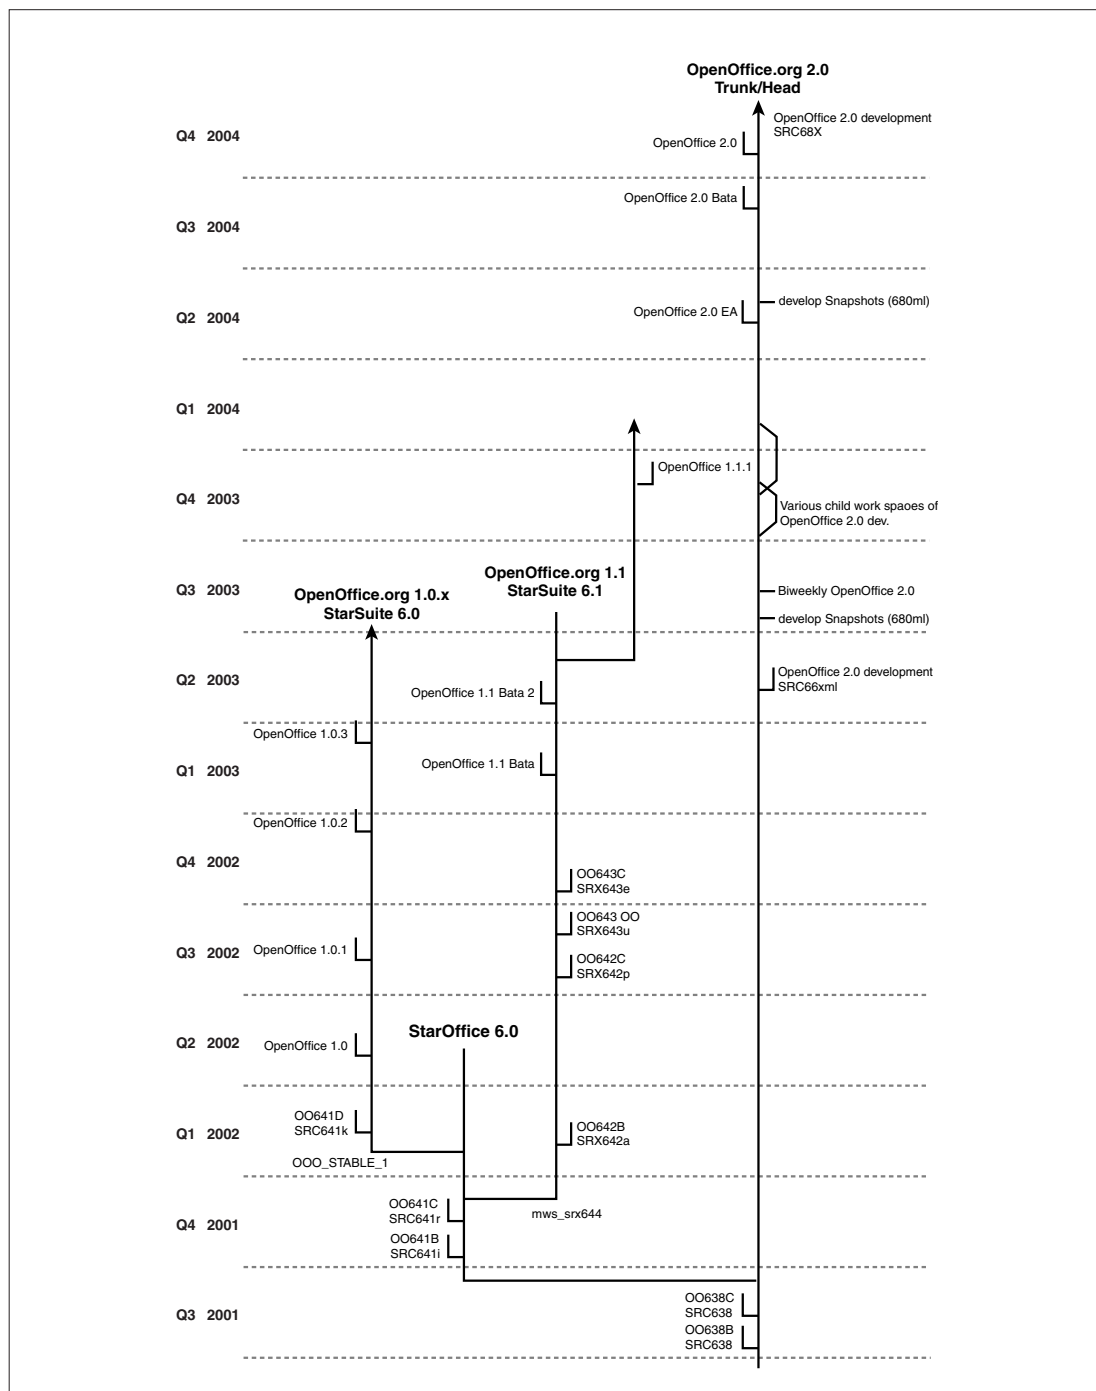 OpenOffice.org 2.0
Trunk/Head
OpenOffice 2.0 development
SRC68X
Q4 2004
OpenOffice 2.0
OpenOffice 2.0 Bata
Q3 2004
develop Snapshots (680ml)
OpenOffice 2.0 EA
Q2 2004
Q1 2004
OpenOffice 1.1.1
Q4 2003
Various child work spaoes of
OpenOffice 2.0 dev.
OpenOffice.org 1.1
StarSuite 6.1
Q3 2003
Biweekly OpenOffice 2.0
OpenOffice.org 1.0.x
StarSuite 6.0
develop Snapshots (680ml)
OpenOffice 2.0 development
SRC66xml
Q2 2003
OpenOffice 1.1 Bata 2
OpenOffice 1.0.3
OpenOffice 1.1 Bata
Q1 2003
OpenOffice 1.0.2
Q4 2002
OO643C
SRX643e
OO643 OO
SRX643u
Q3 2002
OpenOffice 1.0.1
OO642C
SRX642p
StarOffice 6.0
Q2 2002
OpenOffice 1.0
OO641D
SRC641k
OO642B
SRX642a
Q1 2002
OOO_STABLE_1
OO641C
SRC641r
mws_srx644
Q4 2001
OO641B
SRC641i
OO638C
SRC638
Q3 2001
OO638B
SRC638